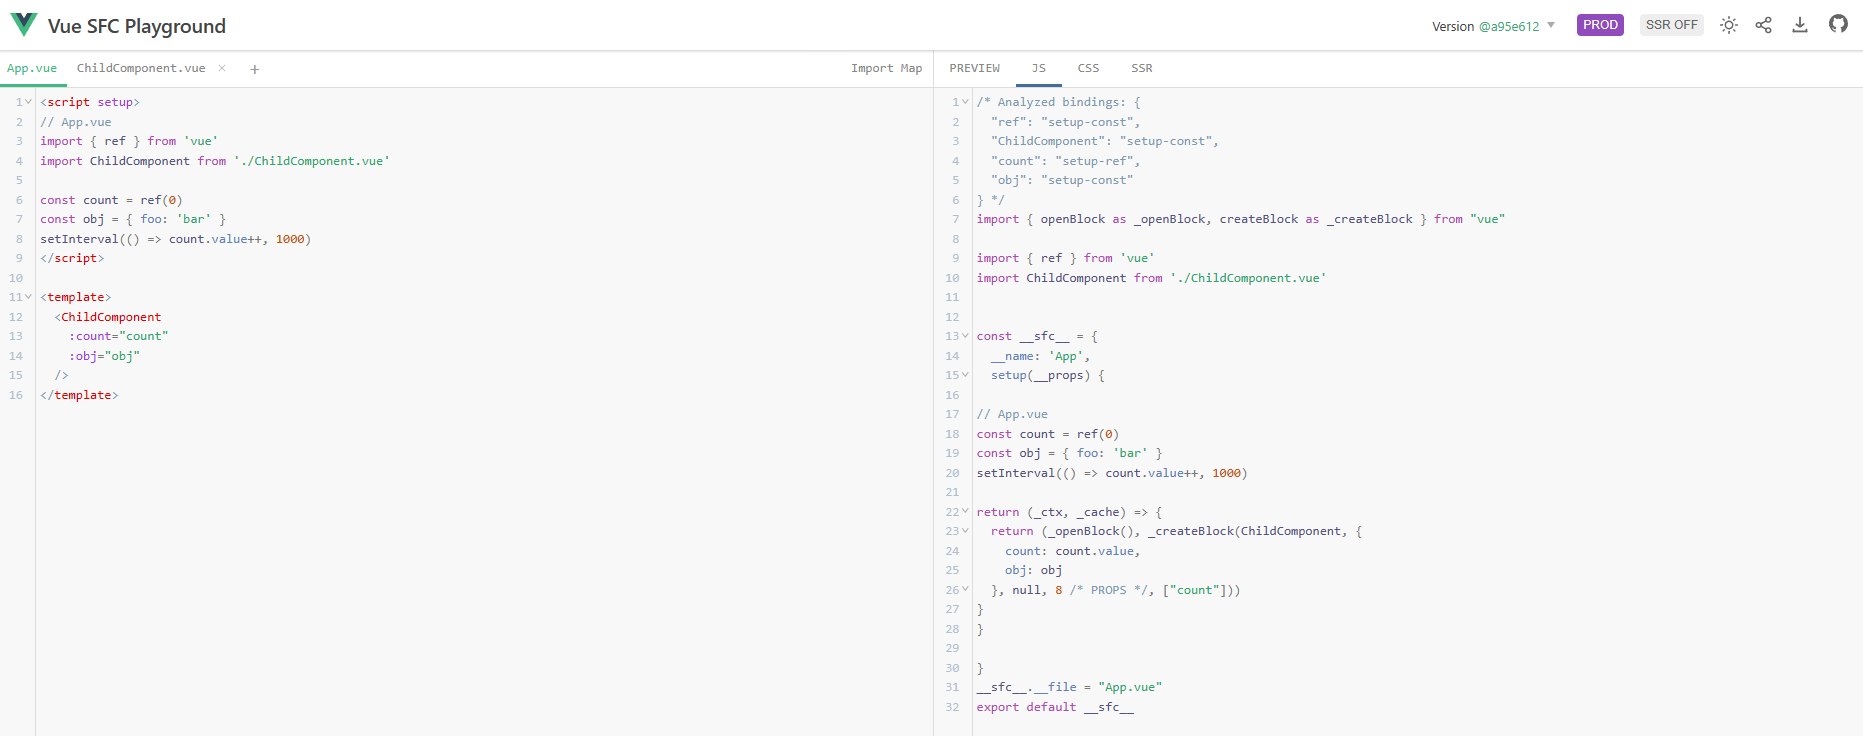 Vue SFC Playground
Version @a95e612
PROD
SSR OFF
App.vue
ChildComponent.vue
×
+
Import Map
1 <script setup>
2 // App.vue
3 import { ref } from 'vue'
4 import ChildComponent from './ChildComponent.vue'
5
6 const count = ref(0)
7 const obj = { foo: 'bar' }
8 setInterval(() => count.value++, 1000)
9 </script>
10
11 <template>
12   <ChildComponent
13     :count="count"
14     :obj="obj"
15   />
16 </template>
PREVIEW
JS
CSS
SSR
1 /* Analyzed bindings: {
2   "ref": "setup-const",
3   "ChildComponent": "setup-const",
4   "count": "setup-ref",
5   "obj": "setup-const"
6 } */
7 import { openBlock as _openBlock, createBlock as _createBlock } from "vue"
8
9 import { ref } from 'vue'
10 import ChildComponent from './ChildComponent.vue'
11
12
13 const __sfc__ = {
14   __name: 'App',
15   setup(__props) {
16
17 // App.vue
18 const count = ref(0)
19 const obj = { foo: 'bar' }
20 setInterval(() => count.value++, 1000)
21
22 return (_ctx, _cache) => {
23   return (_openBlock(), _createBlock(ChildComponent, {
24     count: count.value,
25     obj: obj
26   }, null, 8 /* PROPS */, ["count"]))
27 }
28 }
29
30 }
31 __sfc__.__file = "App.vue"
32 export default __sfc__